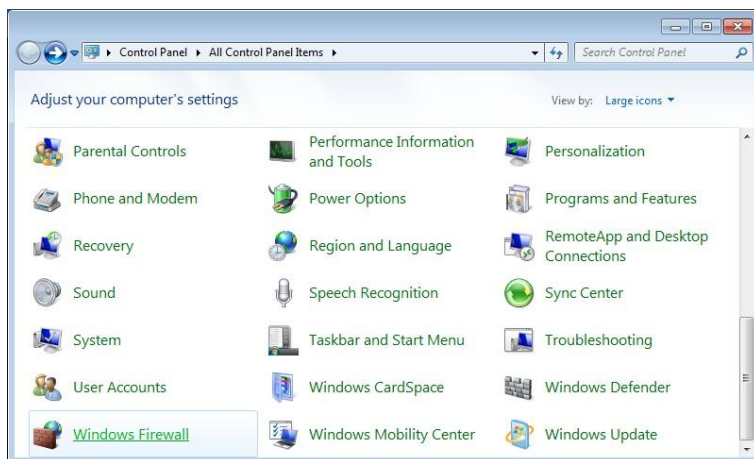 Control Panel ▸ All Control Panel Items ▸
Search Control Panel
Adjust your computer's settings
View by: Large icons
Parental Controls
Performance Information
and Tools
Personalization
Phone and Modem
Power Options
Programs and Features
Recovery
Region and Language
RemoteApp and Desktop
Connections
Sound
Speech Recognition
Sync Center
System
Taskbar and Start Menu
Troubleshooting
User Accounts
Windows CardSpace
Windows Defender
Windows Firewall
Windows Mobility Center
Windows Update